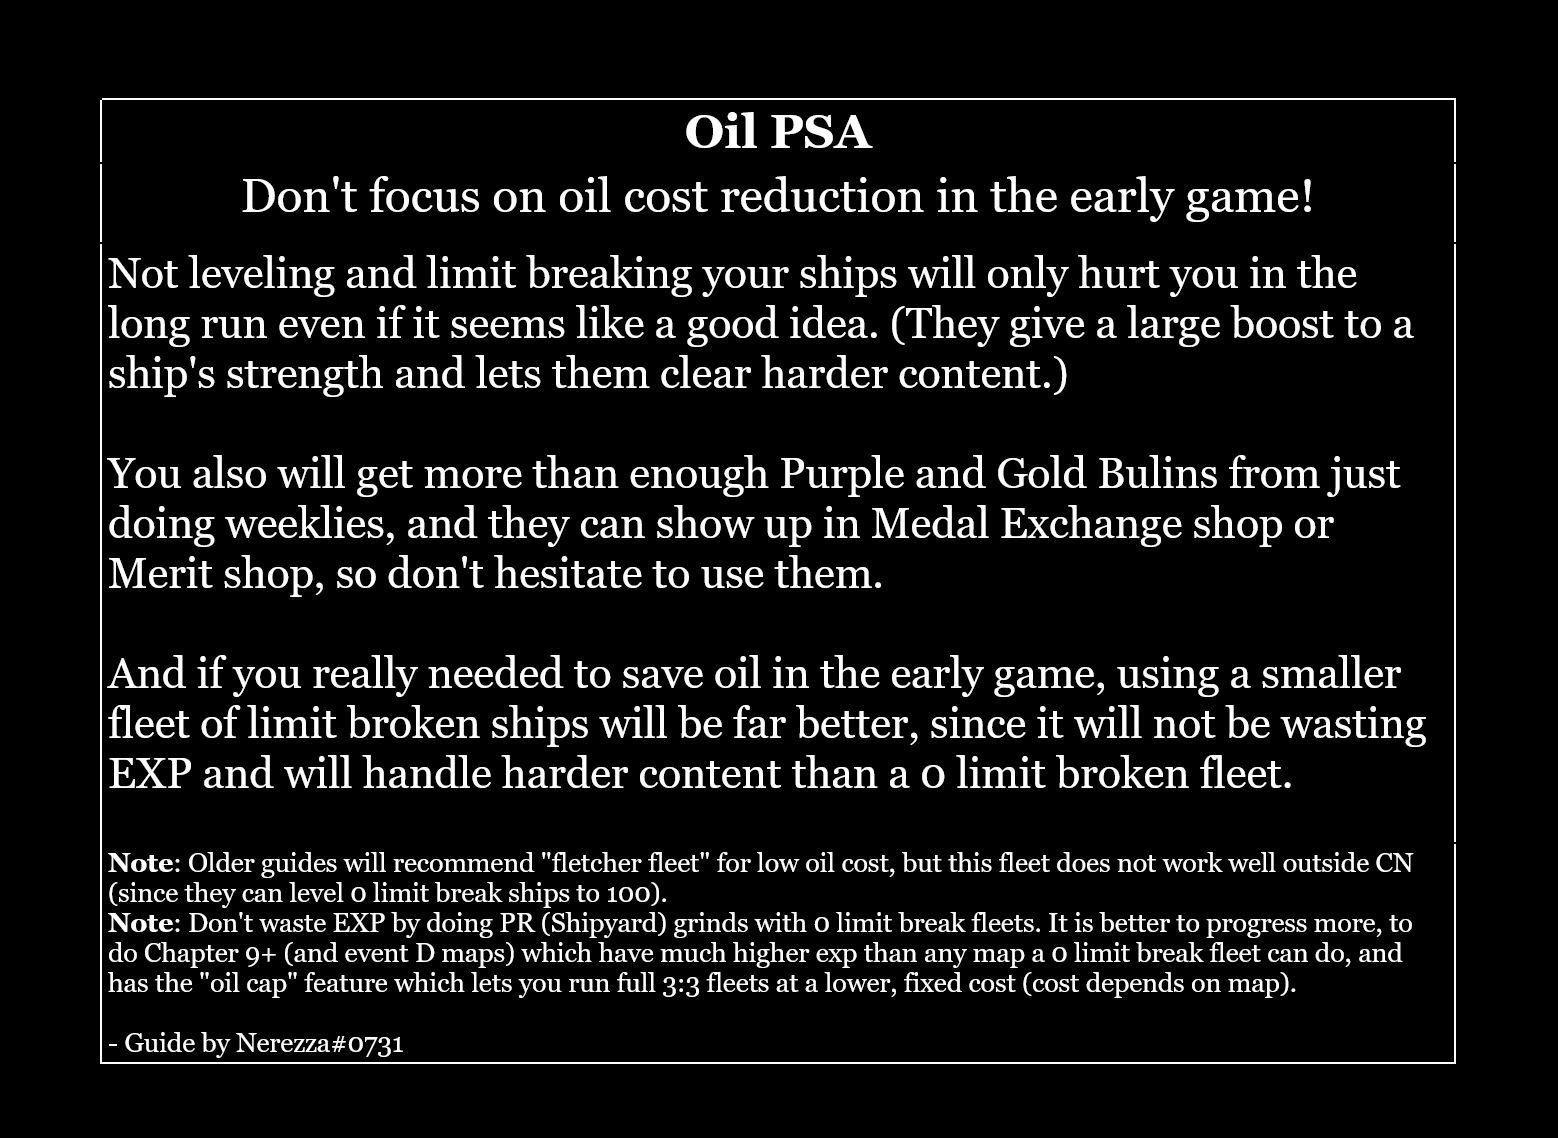 Oil PSA
Don't focus on oil cost reduction in the early game!
Not leveling and limit breaking your ships will only hurt you in the
long run even if it seems like a good idea. (They give a large boost to a
ship's strength and lets them clear harder content.)
You also will get more than enough Purple and Gold Bulins from just
doing weeklies, and they can show up in Medal Exchange shop or
Merit shop, so don't hesitate to use them.
And if you really needed to save oil in the early game, using a smaller
fleet of limit broken ships will be far better, since it will not be wasting
EXP and will handle harder content than a 0 limit broken fleet.
Note: Older guides will recommend "fletcher fleet" for low oil cost, but this fleet does not work well outside CN
(since they can level 0 limit break ships to 100).
Note: Don't waste EXP by doing PR (Shipyard) grinds with 0 limit break fleets. It is better to progress more, to
do Chapter 9+ (and event D maps) which have much higher exp than any map a 0 limit break fleet can do, and
has the "oil cap" feature which lets you run full 3:3 fleets at a lower, fixed cost (cost depends on map).
- Guide by Nerezza#0731